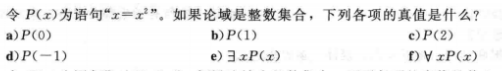 令 P(x)为语句“x=x²”。如果论域是整数集合，下列各项的真值是什么?
a)P(0) b)P(1) c)P(2)
d)P(−1) e)∃xP(x) f)∀xP(x)